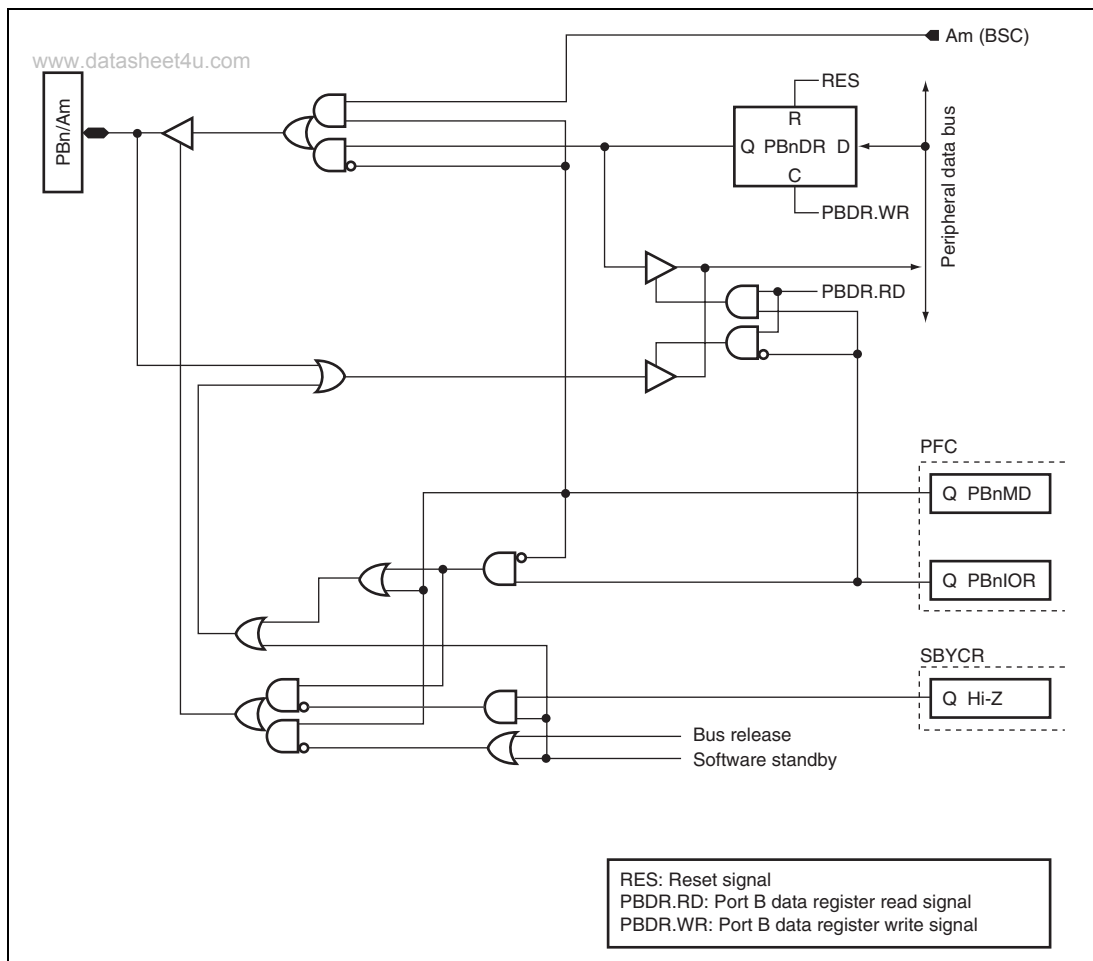 Am (BSC)
www.datasheet4u.com
PBn/Am
RES
R
Q PBnDR D
C
PBDR.WR
Peripheral data bus
PBDR.RD
PFC
Q PBnMD
Q PBnIOR
SBYCR
Q Hi-Z
Bus release
Software standby
RES: Reset signal
PBDR.RD: Port B data register read signal
PBDR.WR: Port B data register write signal